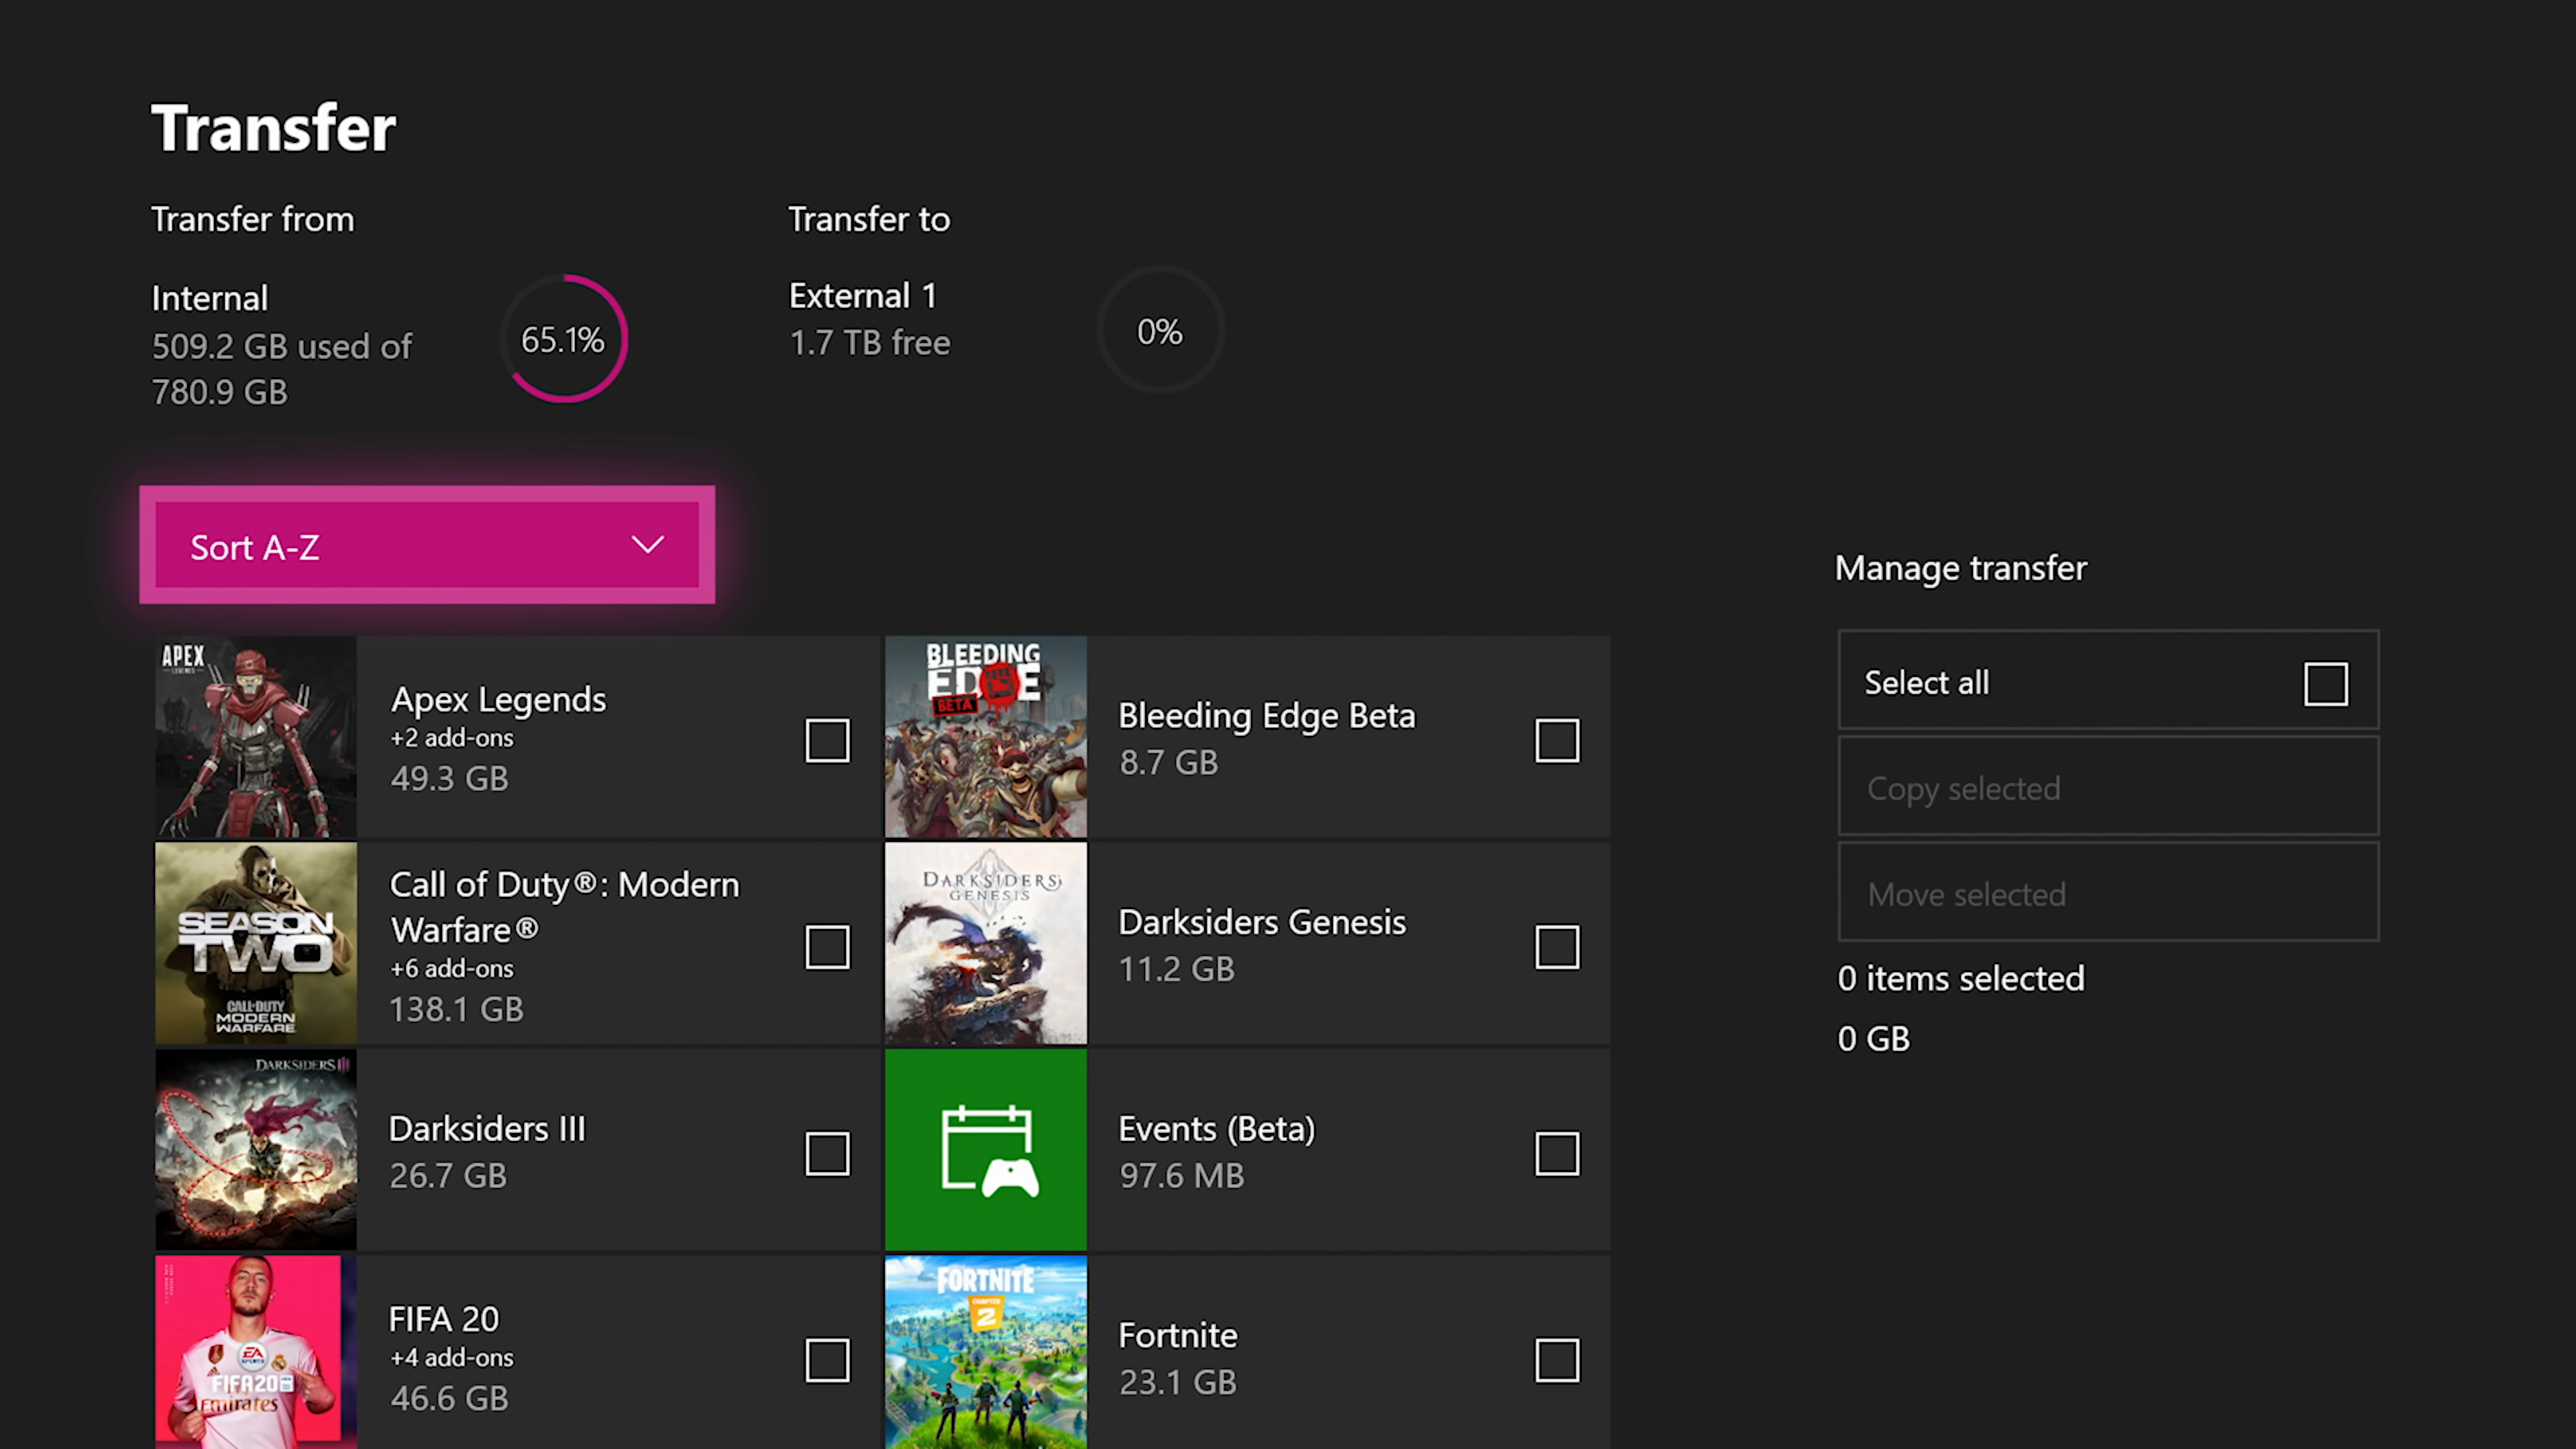 Transfer
Transfer from
Internal
509.2 GB used of
780.9 GB
65.1%
Transfer to
External 1
1.7 TB free
0%
Sort A-Z
APEX
LEGENDS
Apex Legends
+2 add-ons
49.3 GB
BLEEDING
EDGE
BETA
Bleeding Edge Beta
8.7 GB
SEASON
TWO
CALL OF DUTY
MODERN
WARFARE
Call of Duty®: Modern
Warfare®
+6 add-ons
138.1 GB
DARKSIDERS
GENESIS
Darksiders Genesis
11.2 GB
DARKSIDERS III
Darksiders III
26.7 GB
Events (Beta)
97.6 MB
EA
SPORTS
FIFA20
Emirates
FIFA 20
+4 add-ons
46.6 GB
FORTNITE
CHAPTER
2
Fortnite
23.1 GB
Manage transfer
Select all
Copy selected
Move selected
0 items selected
0 GB